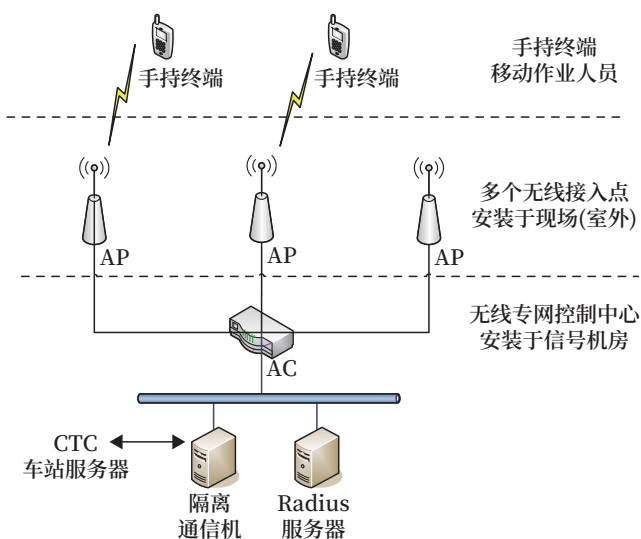 手持终端
手持终端
手持终端
移动作业人员
多个无线接入点
安装于现场(室外)
AP
AP
AP
无线专网控制中心
安装于信号机房
AC
CTC
车站服务器
隔离
通信机
Radius
服务器